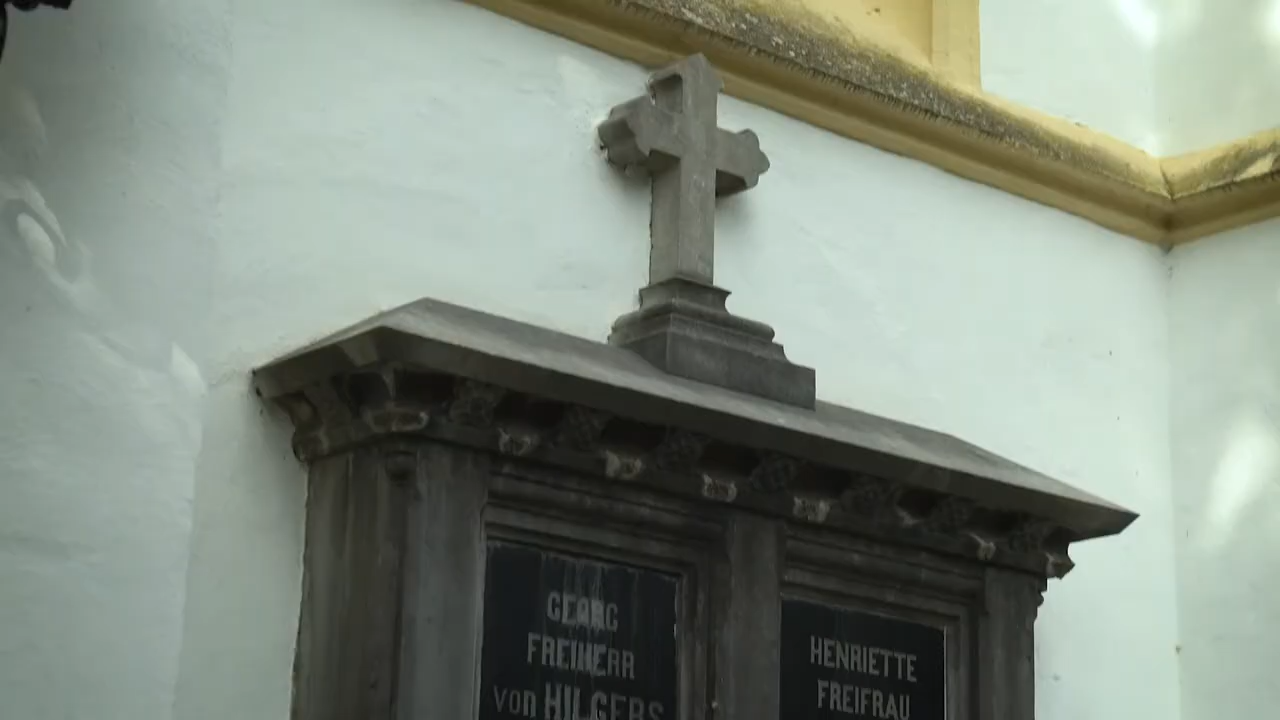 GEORG
FREIHERR
von HILGERS
HENRIETTE
FREIFRAU